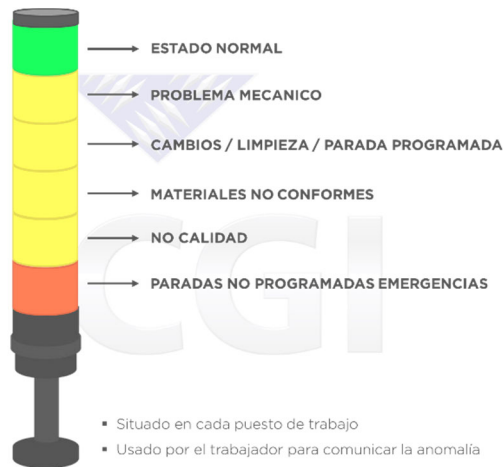 ESTADO NORMAL
PROBLEMA MECANICO
CAMBIOS / LIMPIEZA / PARADA PROGRAMADA
MATERIALES NO CONFORMES
NO CALIDAD
PARADAS NO PROGRAMADAS EMERGENCIAS
CGI
▪ Situado en cada puesto de trabajo
▪ Usado por el trabajador para comunicar la anomalía